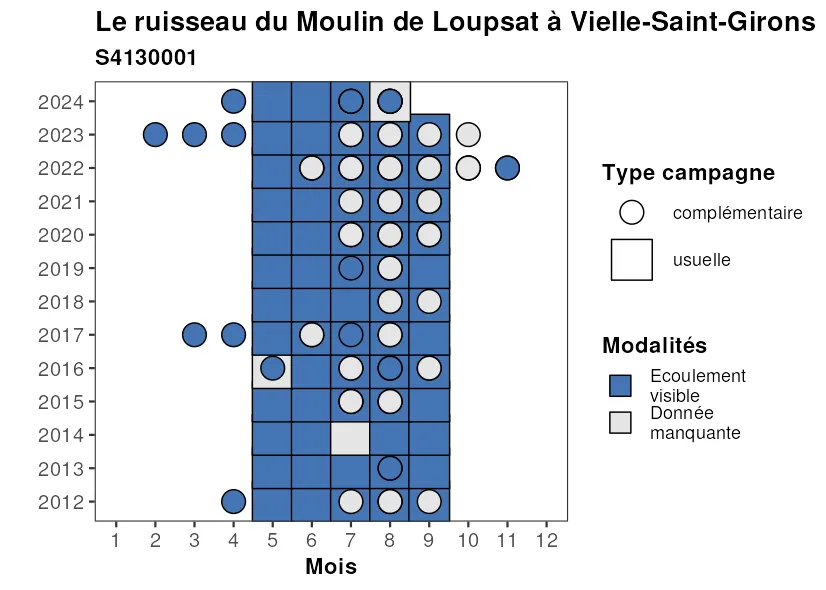 Le ruisseau du Moulin de Loupsat à Vielle-Saint-Girons
S4130001
2024
2023
2022
2021
2020
2019
2018
2017
2016
2015
2014
2013
2012
1 2 3 4 5 6 7 8 9 10 11 12
Mois
Type campagne
complémentaire
usuelle
Modalités
Ecoulement
visible
Donnée
manquante